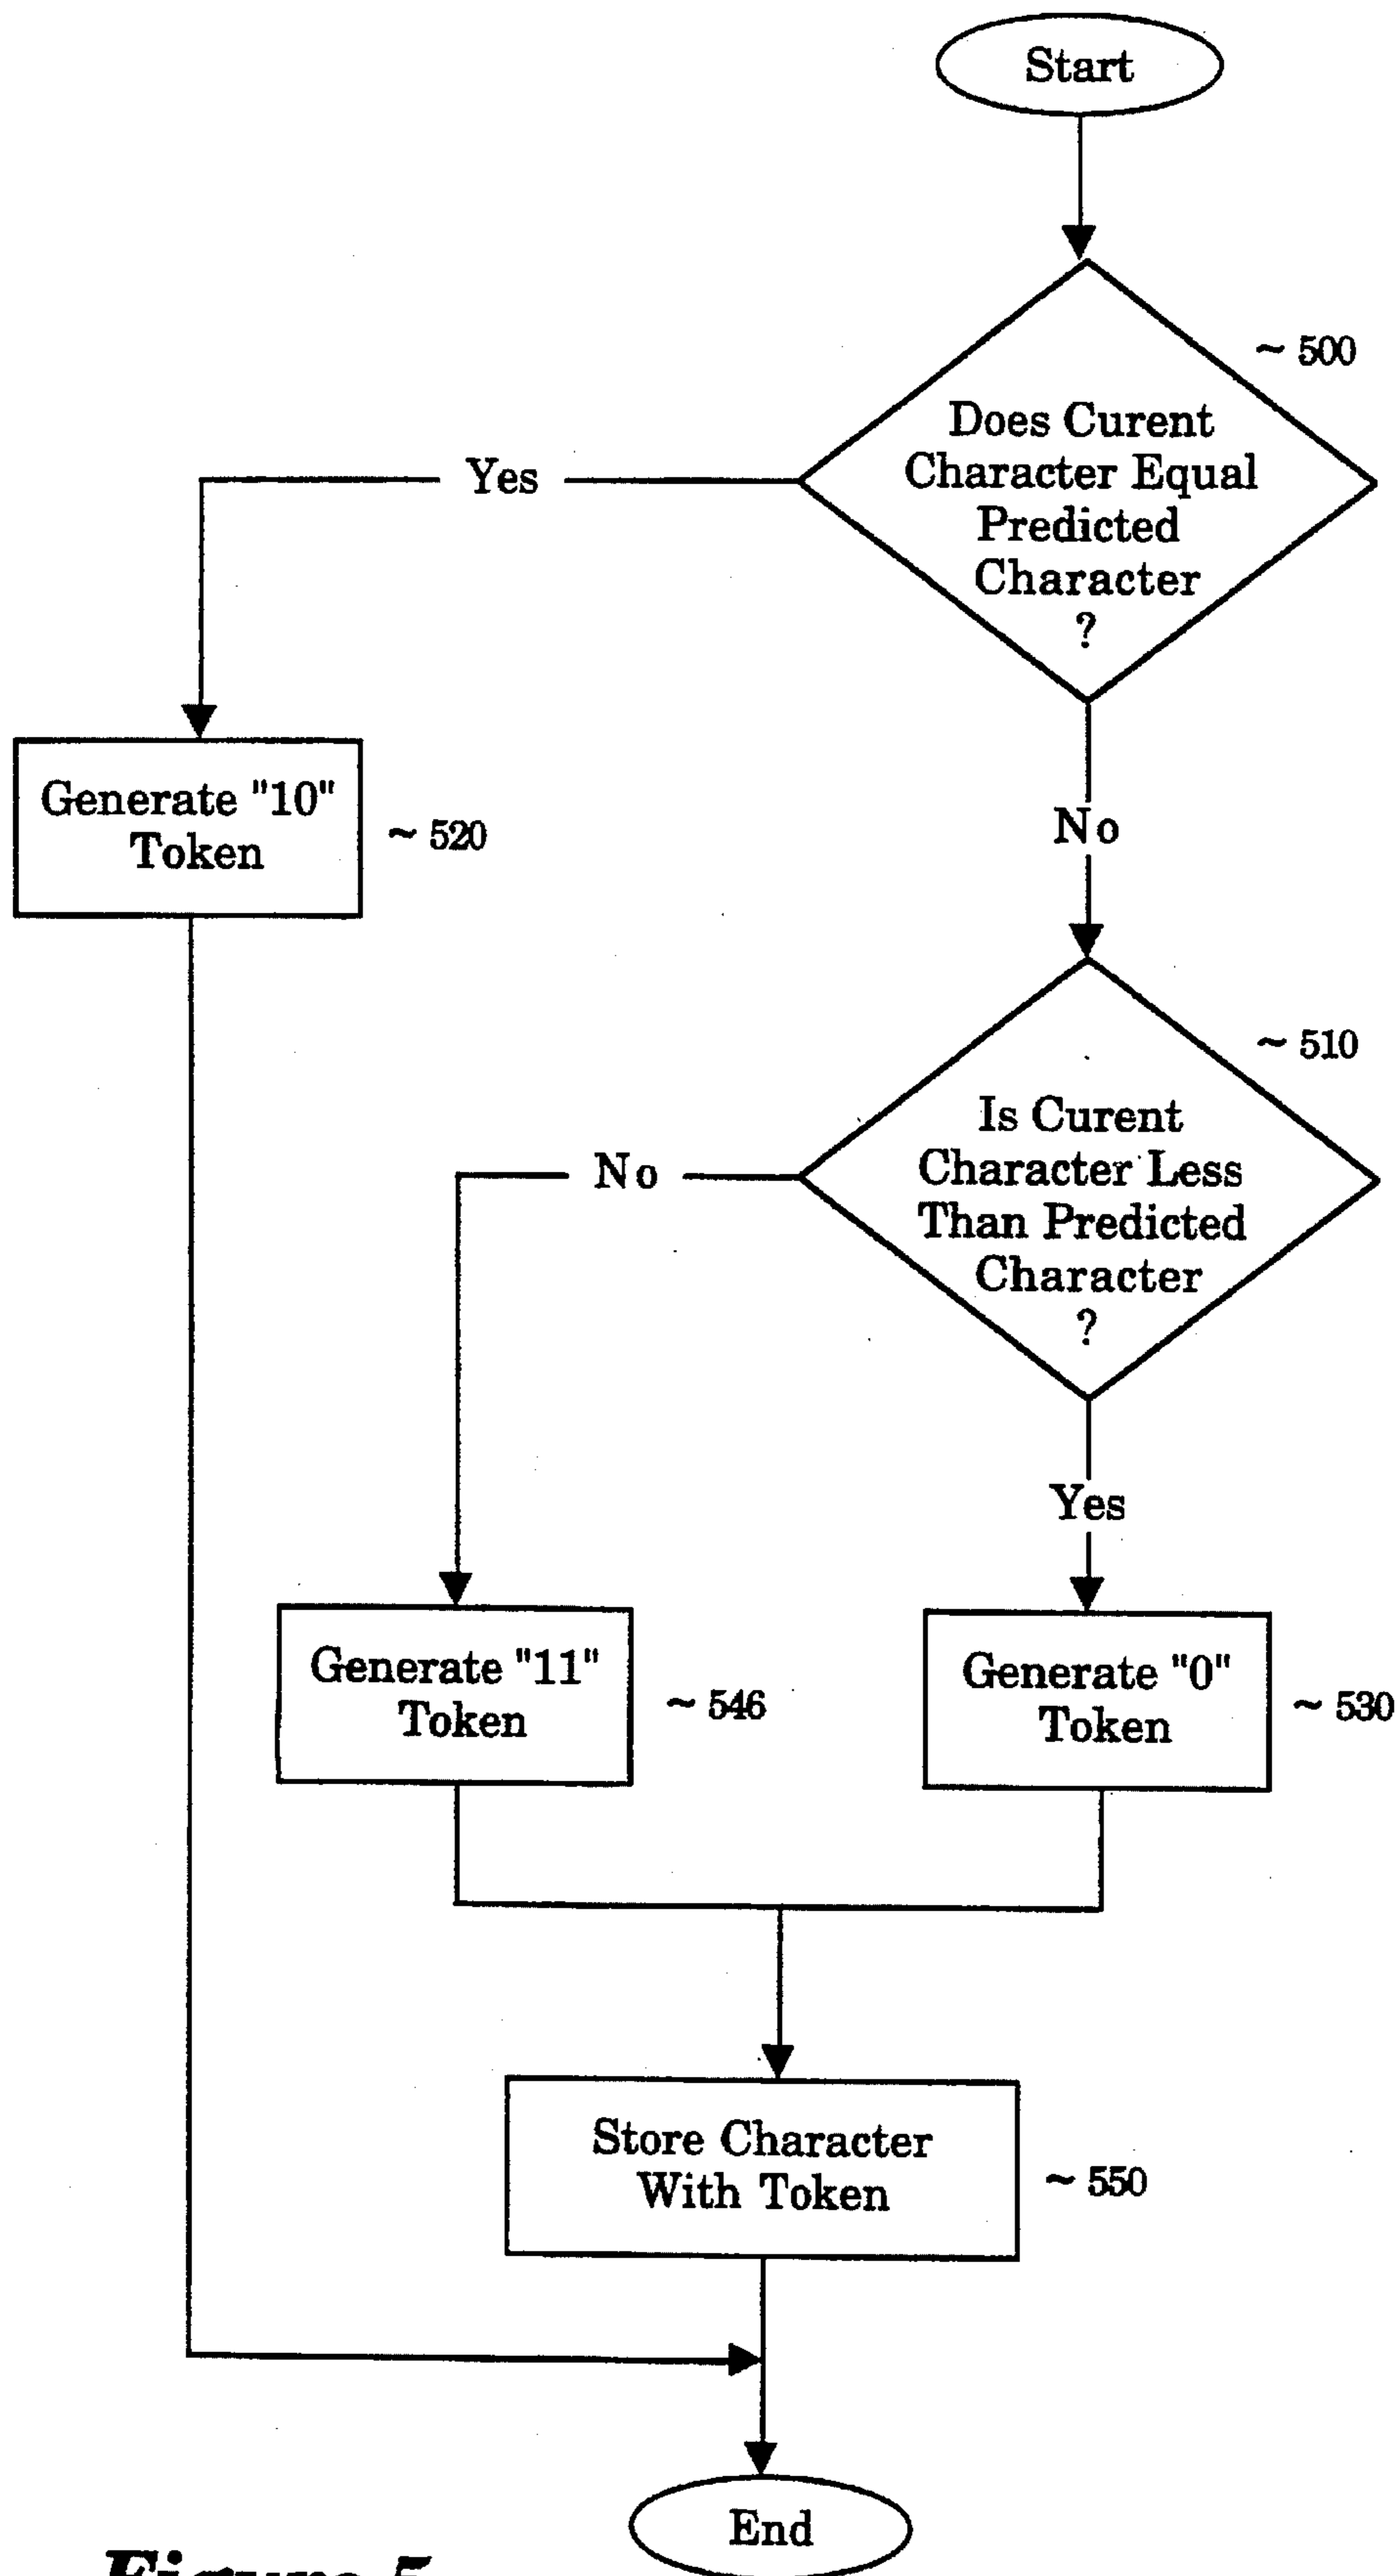 Start
~ 500
Does Curent
Character Equal
Predicted
Character
?
Yes
Generate "10"
Token
~ 520
No
~ 510
Is Curent
Character Less
Than Predicted
Character
?
No
Yes
Generate "11"
Token
~ 546
Generate "0"
Token
~ 530
Store Character
With Token
~ 550
End
Figure 5